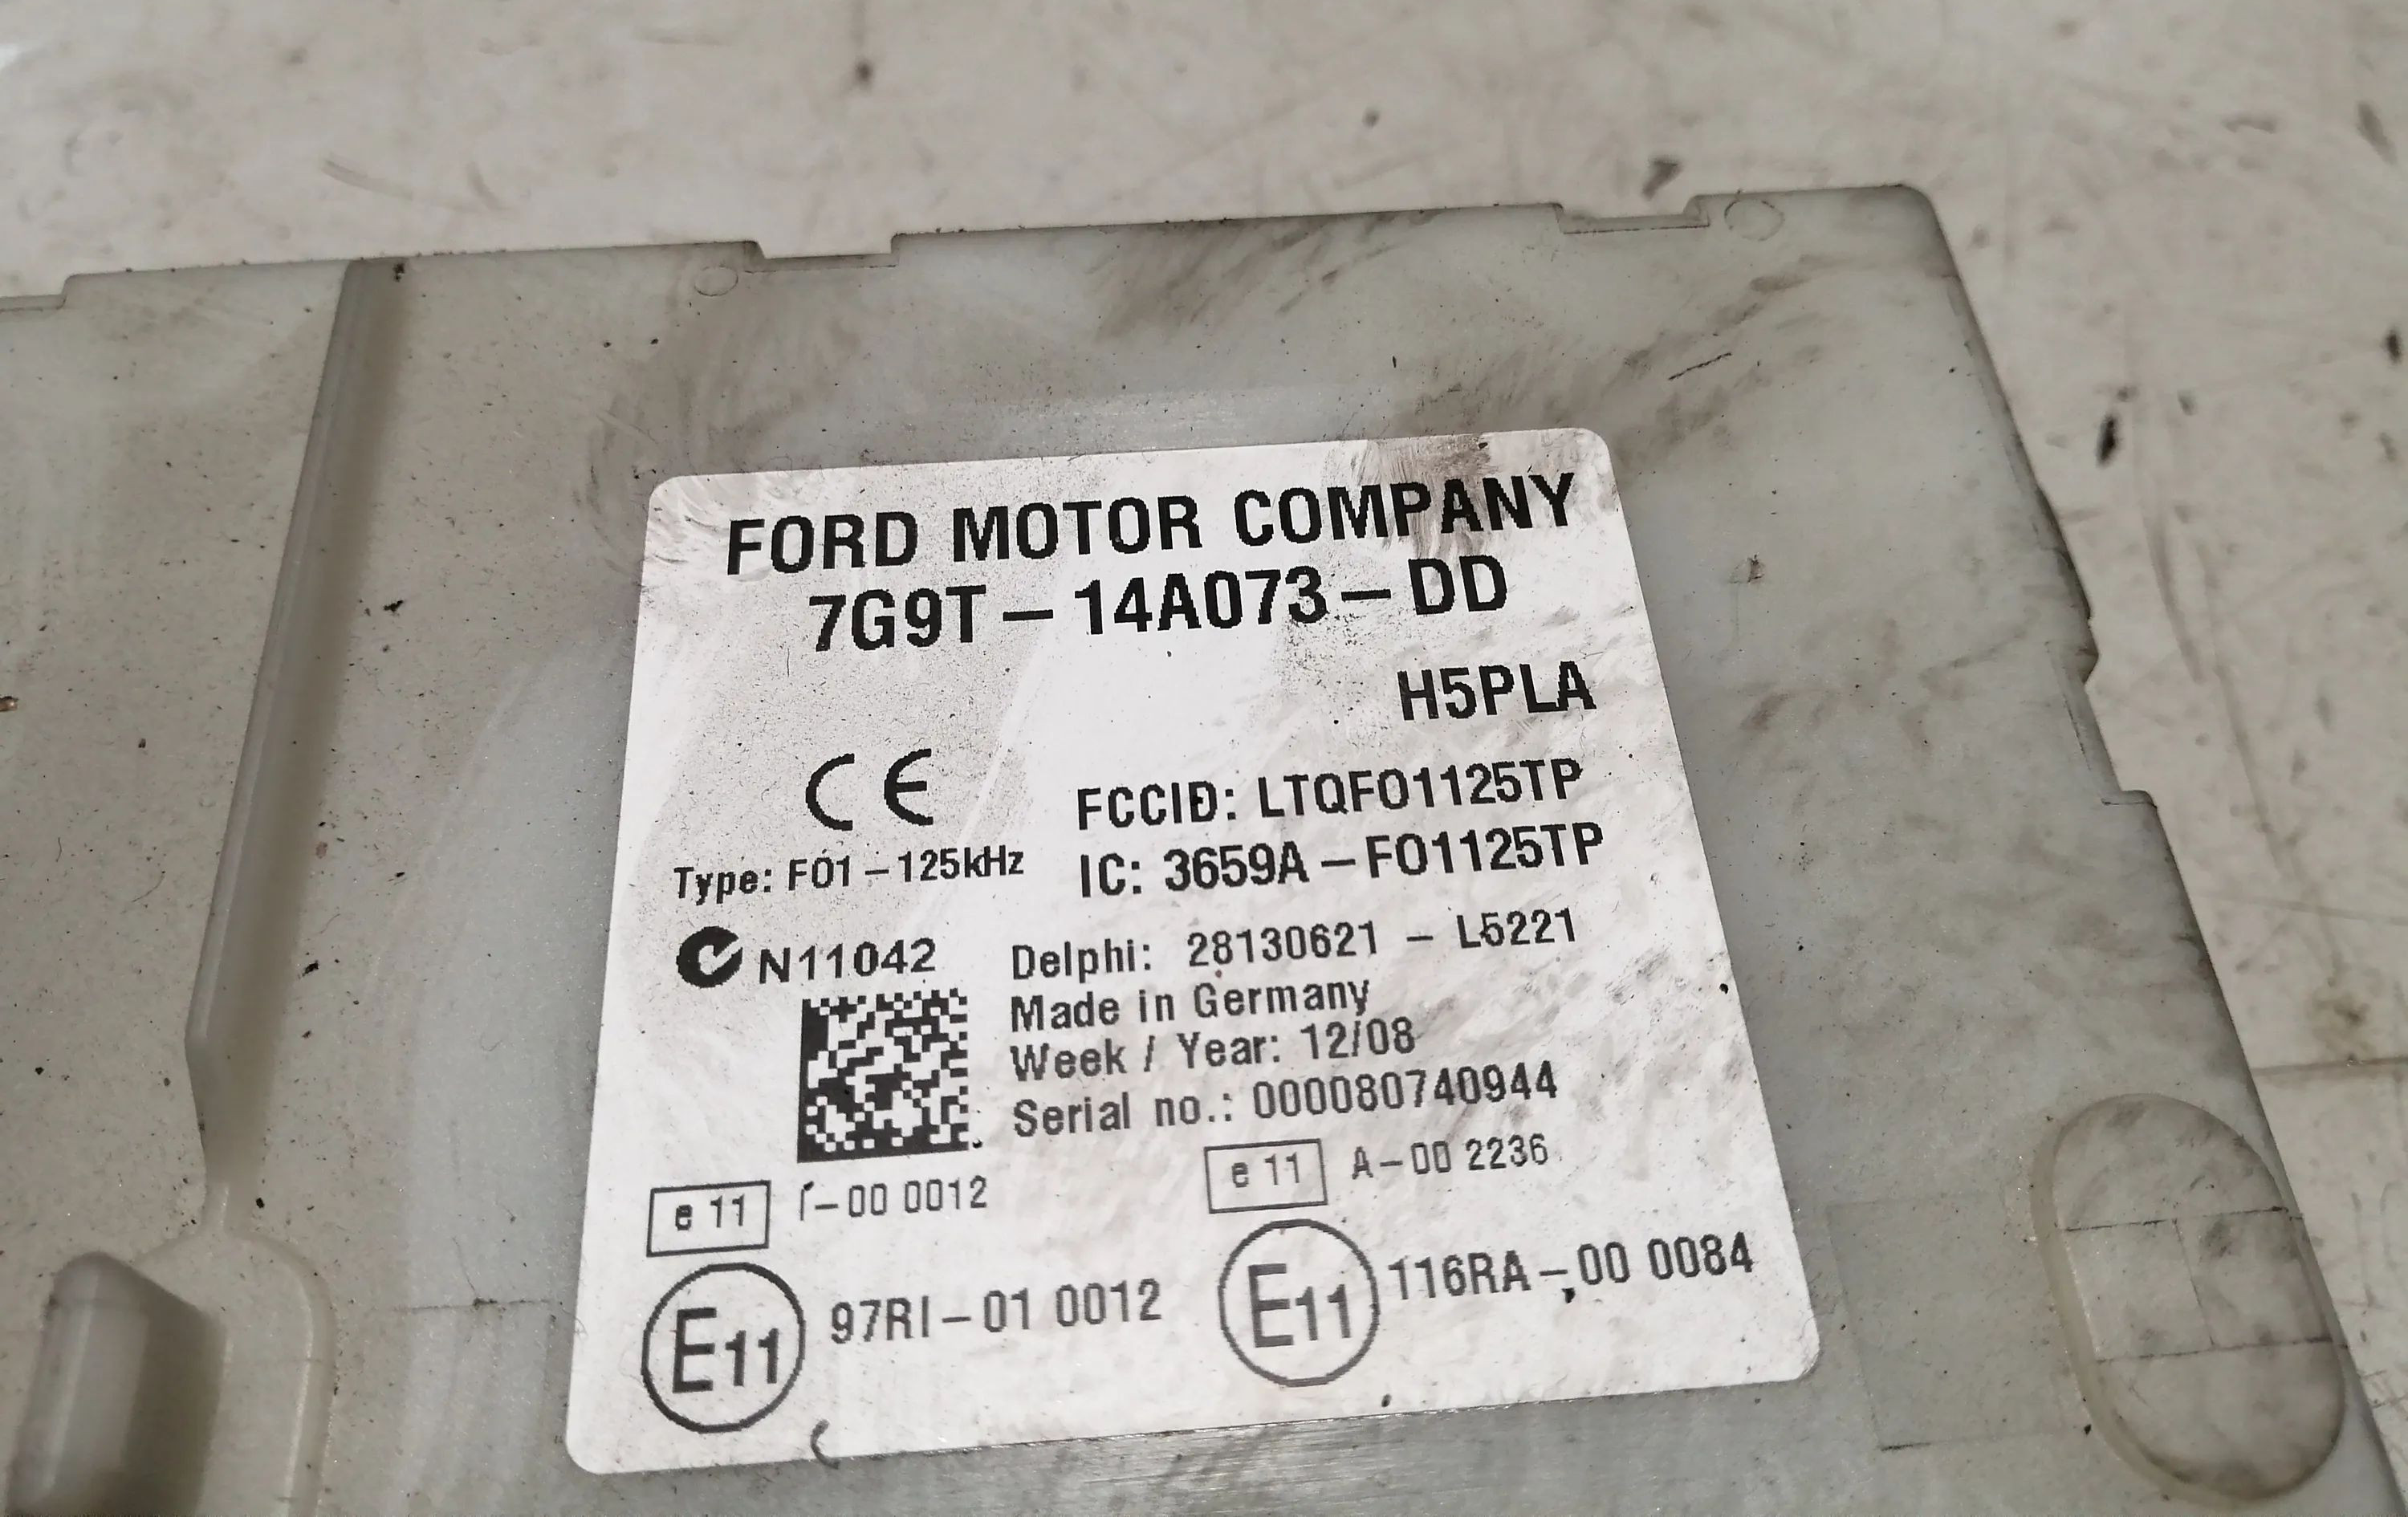 FORD MOTOR COMPANY
7G9T-14A073-DD
H5PLA
CE
FCCID: LTQFO1125TP
Type: FO1-125kHz
IC: 3659A-FO1125TP
N11042
Delphi: 28130621 - L5221
Made in Germany
Week / Year: 12/08
Serial no.: 000080740944
e 11
-00 0012
e 11 A-00 2236
E11 97RI-01 0012
E11 116RA-00 0084